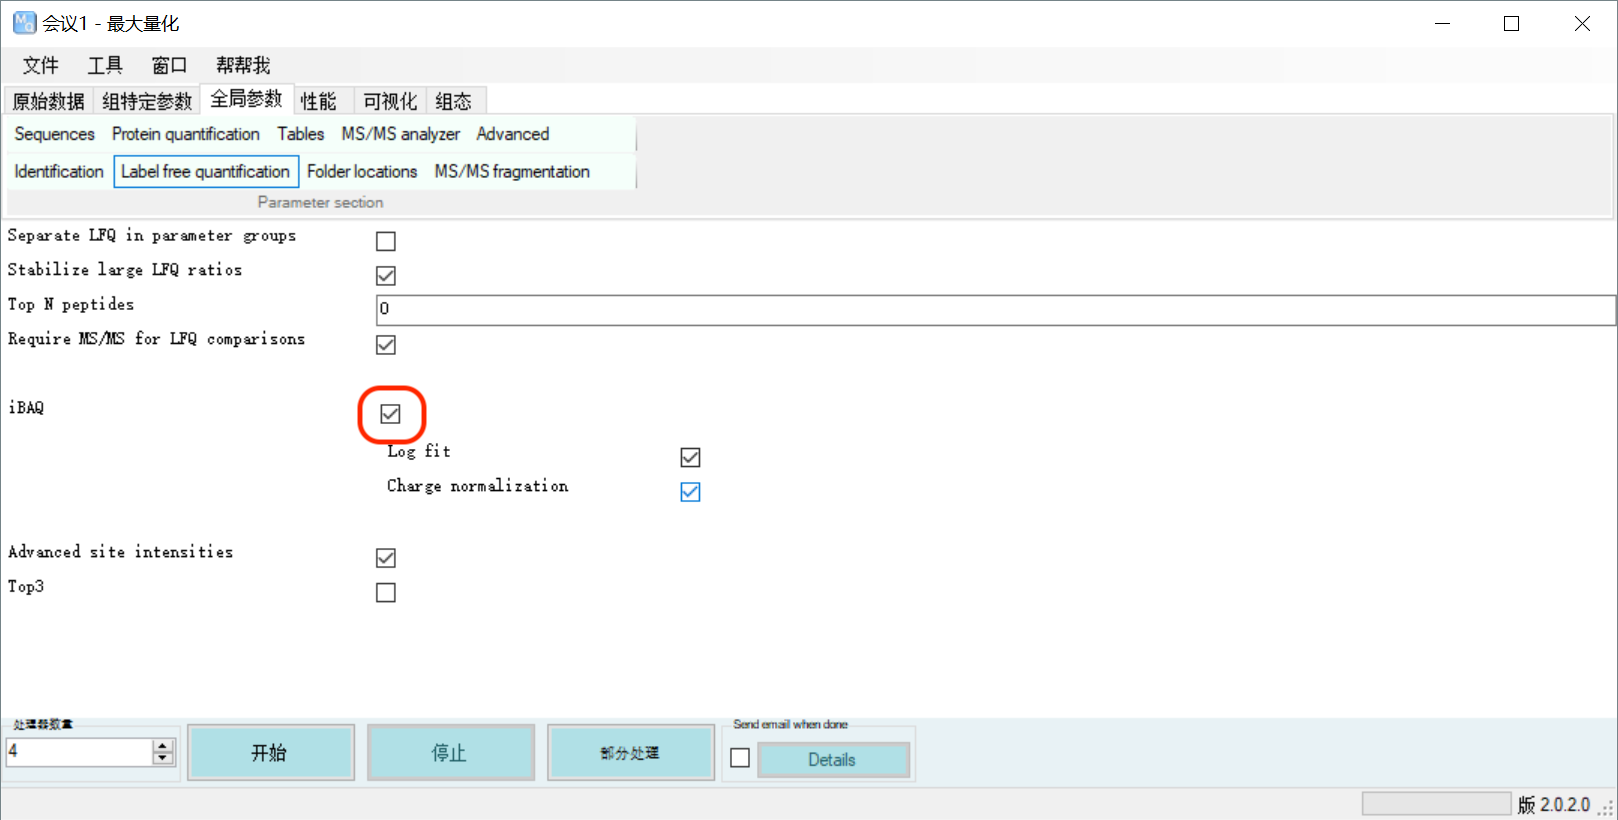 会议1 - 最大量化
文件 工具 窗口 帮帮我
原始数据 组特定参数 全局参数 性能 可视化 组态
Sequences Protein quantification Tables MS/MS analyzer Advanced
Identification Label free quantification Folder locations MS/MS fragmentation
Parameter section
Separate LFQ in parameter groups
Stabilize large LFQ ratios
Top N peptides 0
Require MS/MS for LFQ comparisons
iBAQ
Log fit
Charge normalization
Advanced site intensities
Top3
处理器数量 Send email when done
4 开始 停止 部分处理 Details
版 2.0.2.0